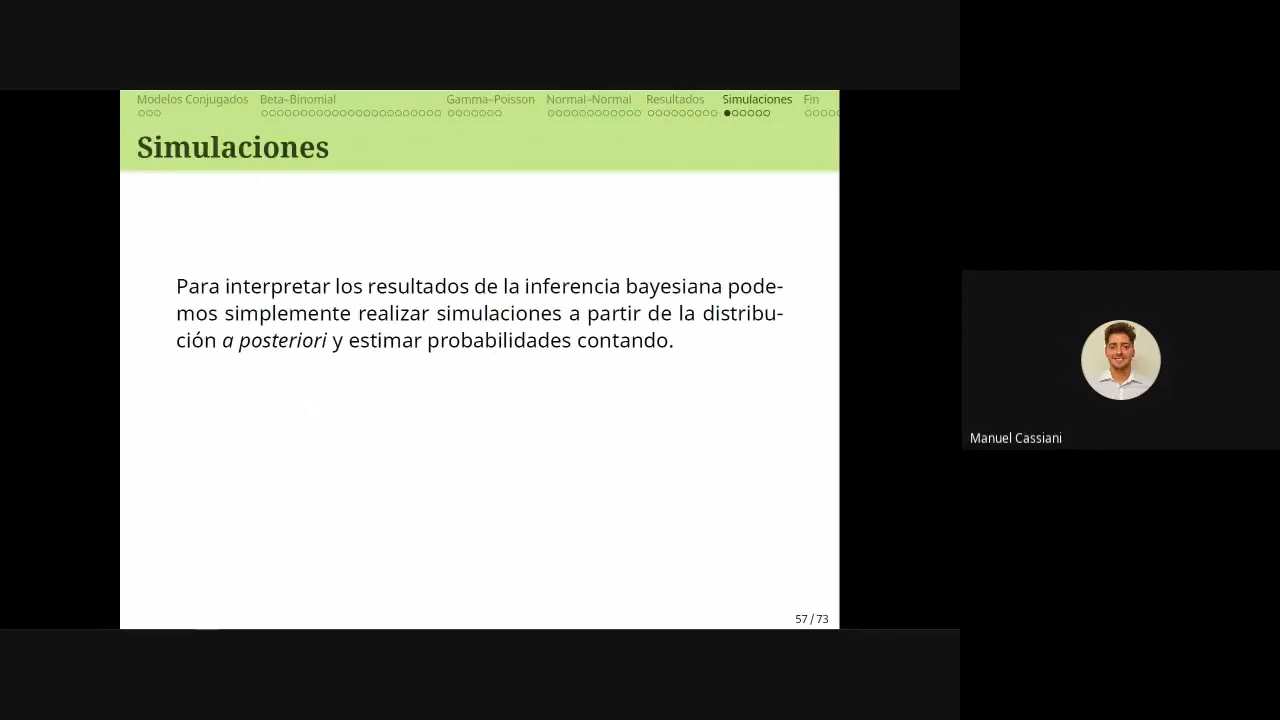 Modelos Conjugados Beta–Binomial Gamma–Poisson Normal–Normal Resultados Simulaciones Fin
Simulaciones
Para interpretar los resultados de la inferencia bayesiana pode-
mos simplemente realizar simulaciones a partir de la distribu-
ción a posteriori y estimar probabilidades contando.
57 / 73
Manuel Cassiani